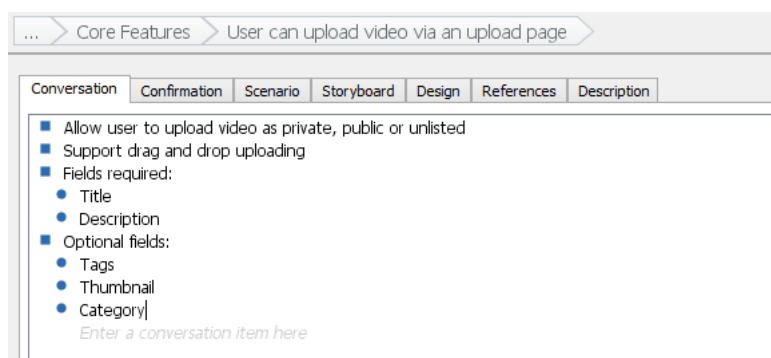 ... Core Features User can upload video via an upload page
Conversation Confirmation Scenario Storyboard Design References Description
Allow user to upload video as private, public or unlisted
Support drag and drop uploading
Fields required:
Title
Description
Optional fields:
Tags
Thumbnail
Category
Enter a conversation item here